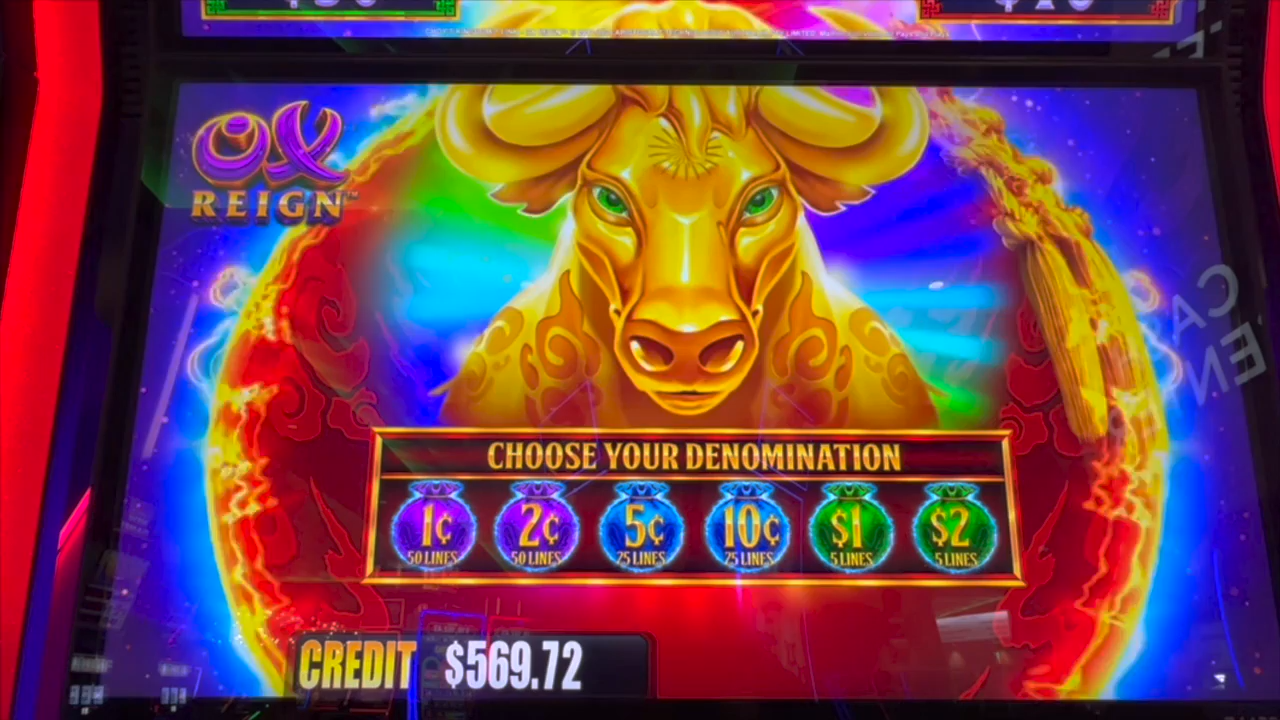 OX
REIGN™
CHOOSE YOUR DENOMINATION
1¢ 2¢ 5¢ 10¢ $1 $2
50 LINES 50 LINES 25 LINES 25 LINES 5 LINES 5 LINES
CREDIT $569.72